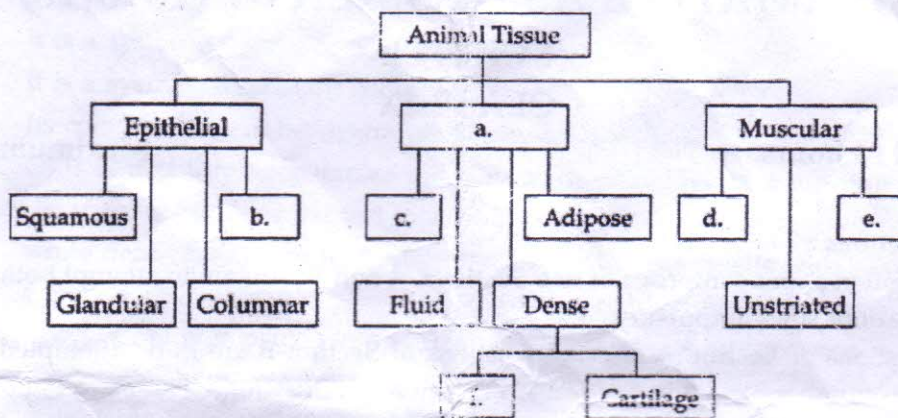 Animal Tissue
Epithelial a. Muscular
Squamous b. c. Adipose d. e.
Glandular Columnar Fluid Dense Unstriated
i. Cartilage